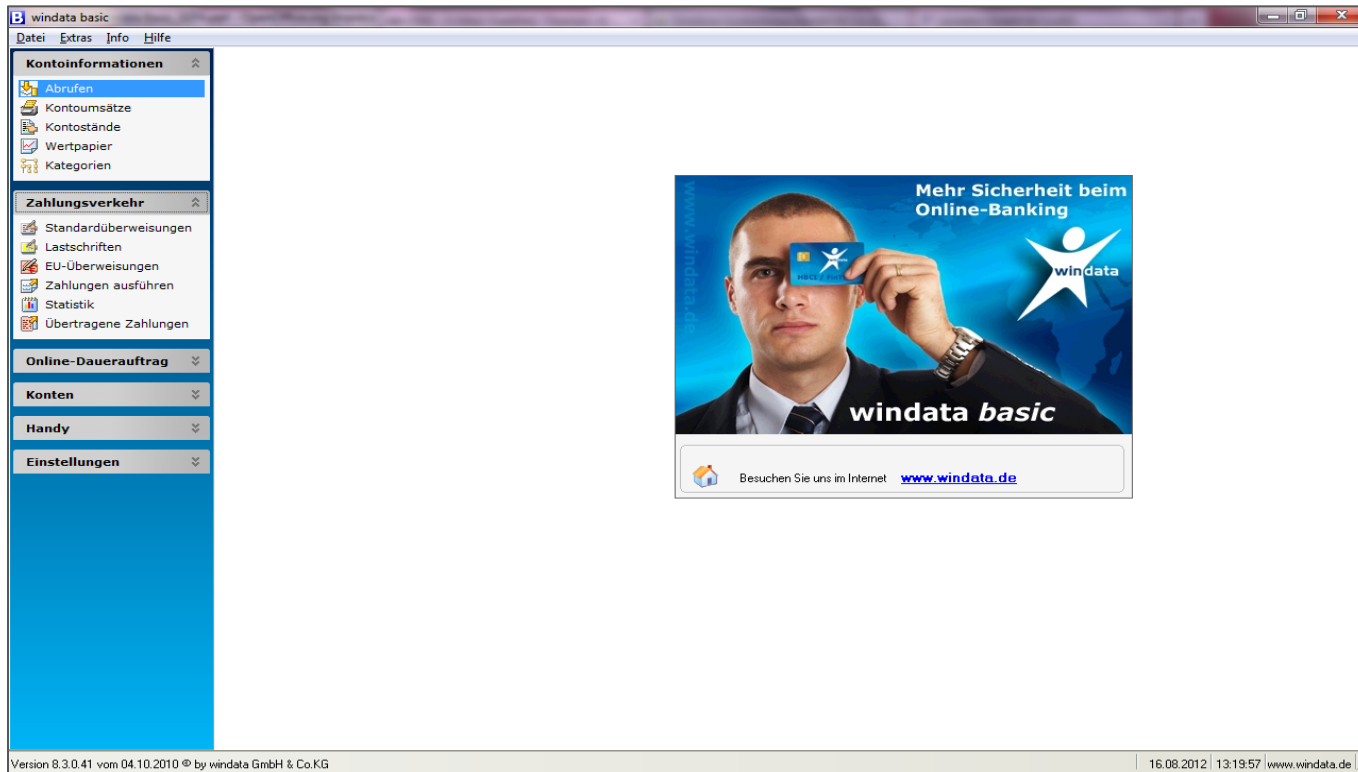 windata basic
Datei Extras Info Hilfe
Kontoinformationen
Abrufen
Kontoumsätze
Kontostände
Wertpapier
Kategorien
Zahlungsverkehr
Standardüberweisungen
Lastschriften
EU-Überweisungen
Zahlungen ausführen
Statistik
Übertragene Zahlungen
Online-Dauerauftrag
Konten
Handy
Einstellungen
www.windata.de
Mehr Sicherheit beim
Online-Banking
windata
windata basic
Besuchen Sie uns im Internet www.windata.de
Version 8.3.0.41 vom 04.10.2010 © by windata GmbH & Co.KG
16.08.2012 13:19:57 www.windata.de